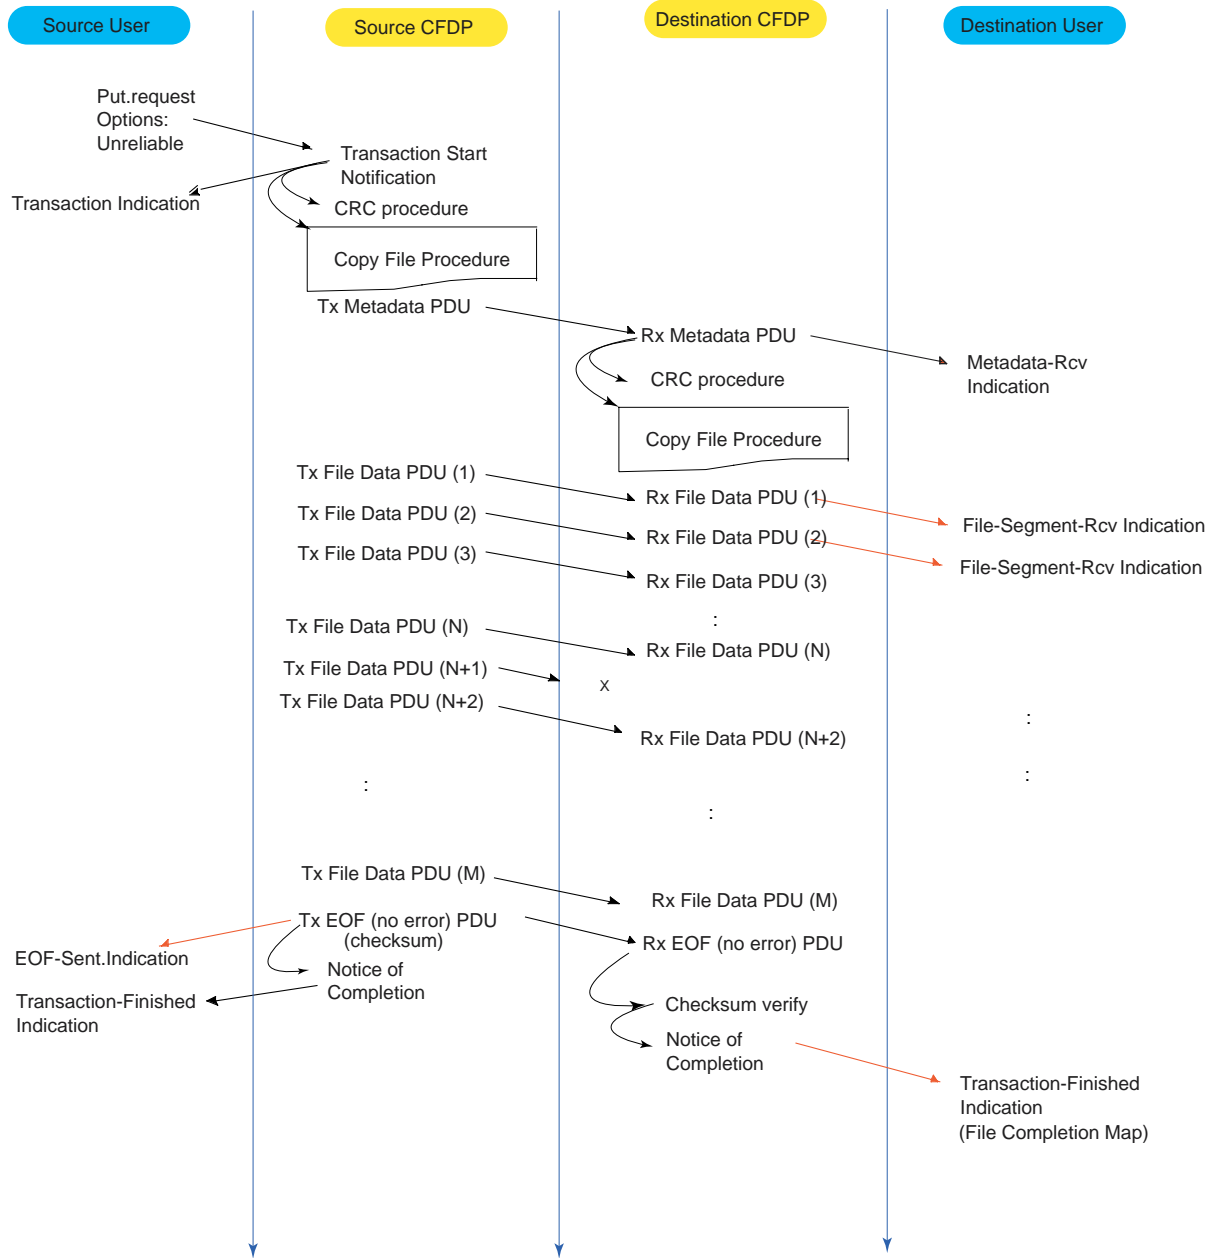 Source User
Source CFDP
Destination CFDP
Destination User
Put.request
Options:
Unreliable
Transaction Start
Notification
Transaction Indication
CRC procedure
Copy File Procedure
Tx Metadata PDU
Rx Metadata PDU
Metadata-Rcv
Indication
CRC procedure
Copy File Procedure
Tx File Data PDU (1)
Rx File Data PDU (1)
File-Segment-Rcv Indication
Tx File Data PDU (2)
Rx File Data PDU (2)
File-Segment-Rcv Indication
Tx File Data PDU (3)
Rx File Data PDU (3)
:
Tx File Data PDU (N)
Rx File Data PDU (N)
Tx File Data PDU (N+1)
X
Tx File Data PDU (N+2)
Rx File Data PDU (N+2)
:
:
:
:
Tx File Data PDU (M)
Rx File Data PDU (M)
Tx EOF (no error) PDU
(checksum)
Rx EOF (no error) PDU
EOF-Sent.Indication
Notice of
Completion
Transaction-Finished
Indication
Checksum verify
Notice of
Completion
Transaction-Finished
Indication
(File Completion Map)